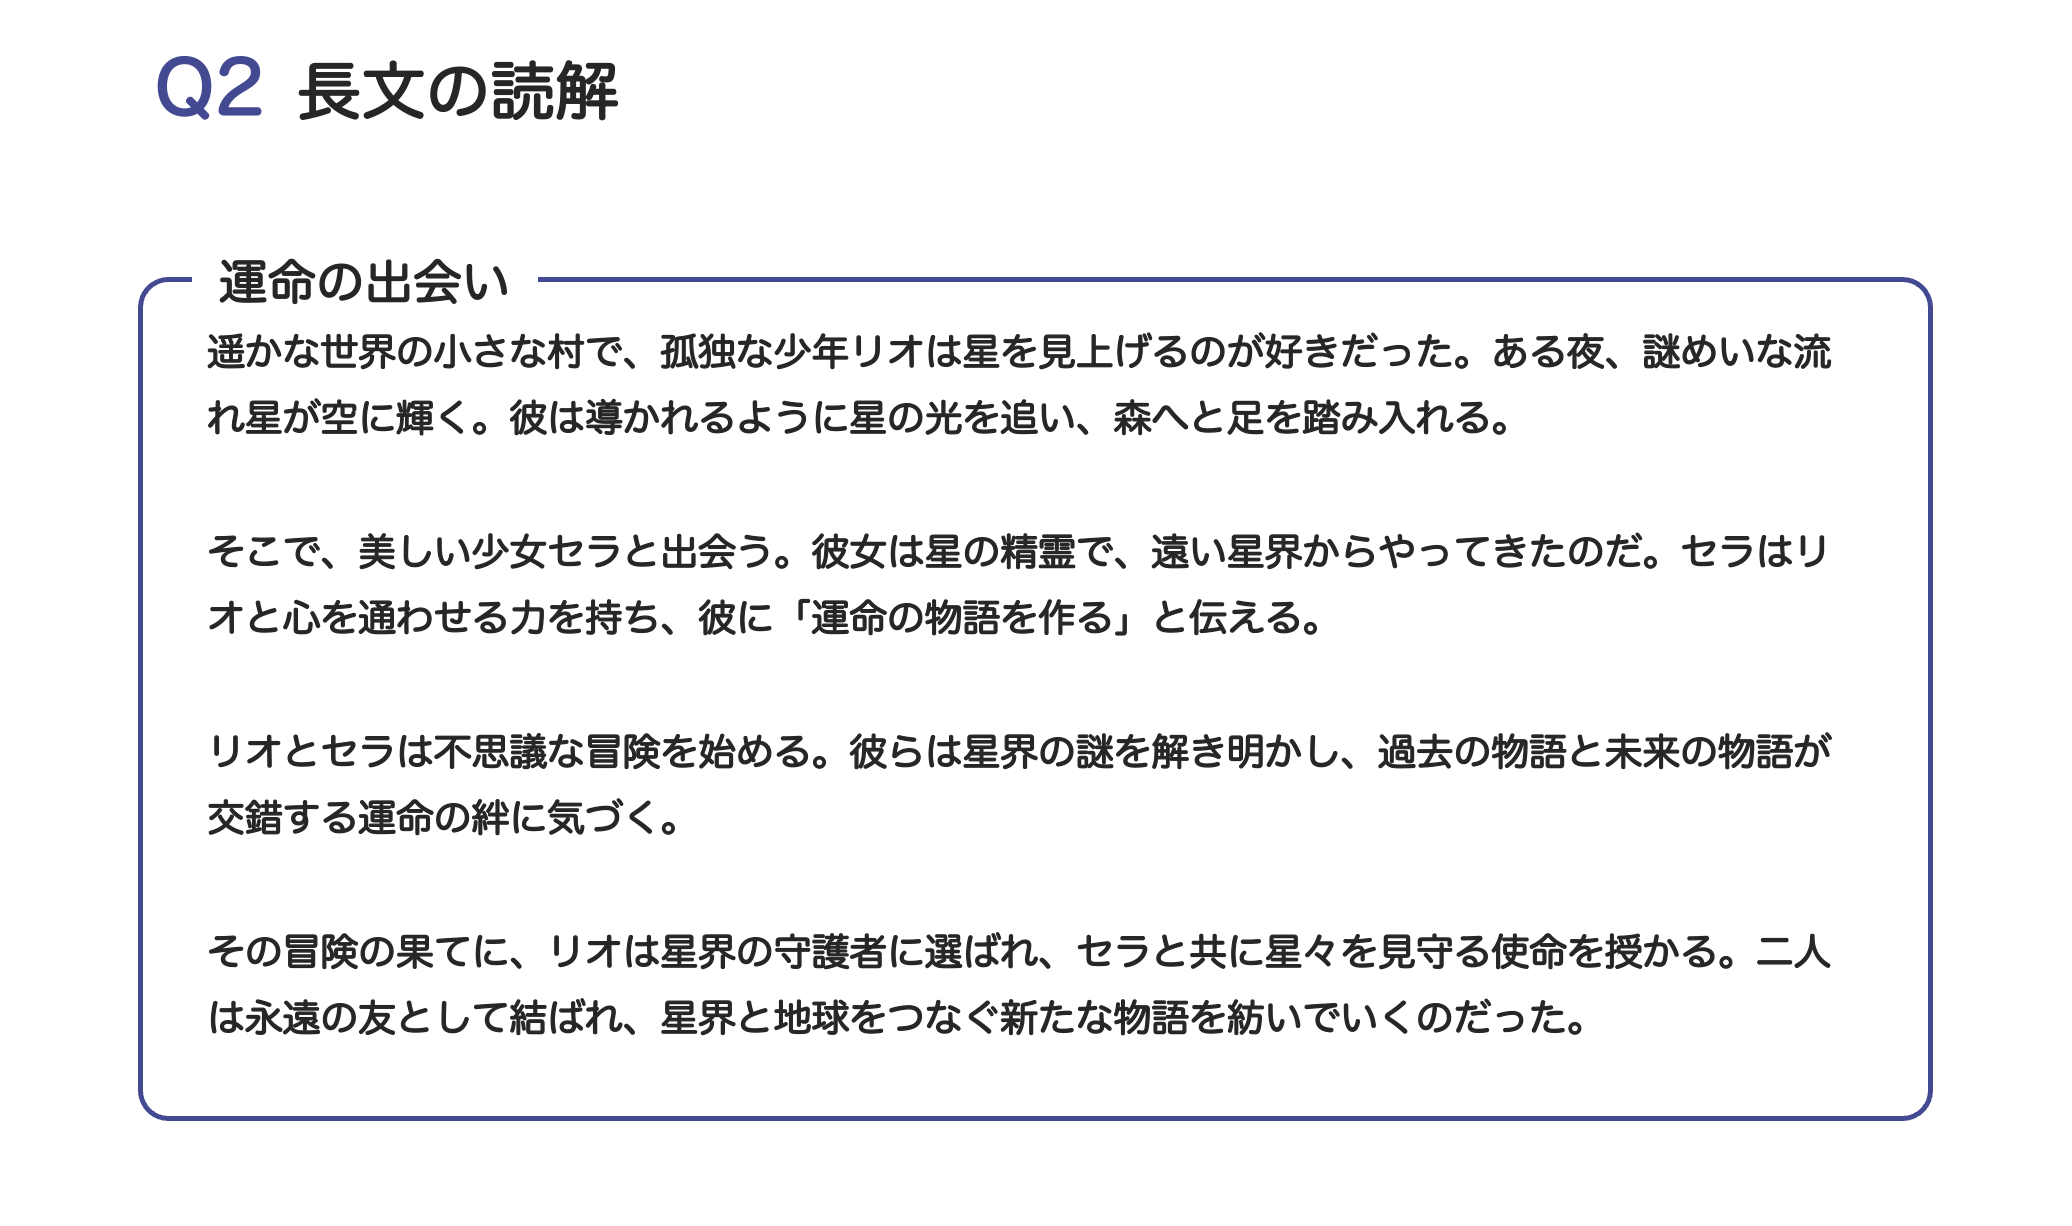 Q2 長文の読解
運命の出会い
遥かな世界の小さな村で、孤独な少年リオは星を見上げるのが好きだった。ある夜、謎めいな流
れ星が空に輝く。彼は導かれるように星の光を追い、森へと足を踏み入れる。
そこで、美しい少女セラと出会う。彼女は星の精霊で、遠い星界からやってきたのだ。セラはリ
オと心を通わせる力を持ち、彼に「運命の物語を作る」と伝える。
リオとセラは不思議な冒険を始める。彼らは星界の謎を解き明かし、過去の物語と未来の物語が
交錯する運命の絆に気づく。
その冒険の果てに、リオは星界の守護者に選ばれ、セラと共に星々を見守る使命を授かる。二人
は永遠の友として結ばれ、星界と地球をつなぐ新たな物語を紡いでいくのだった。